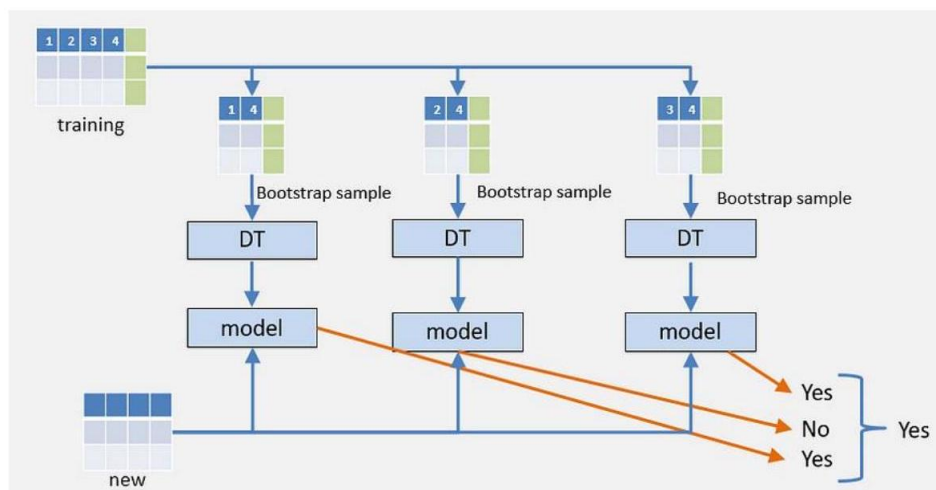 1 2 3 4
training
1 4
2 4
3 4
Bootstrap sample
Bootstrap sample
Bootstrap sample
DT
DT
DT
model
model
model
Yes
No
Yes
Yes
new